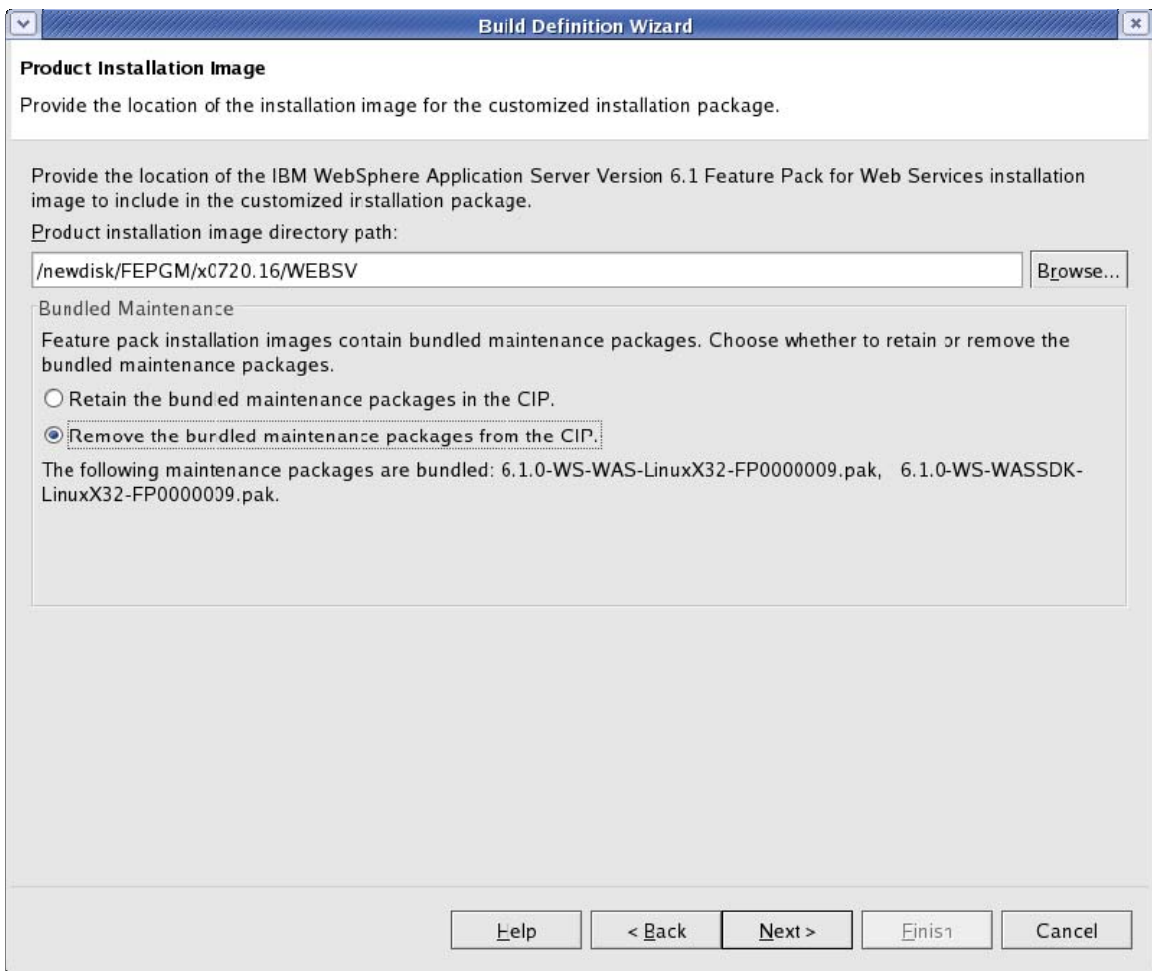 Build Definition Wizard
Product Installation Image
Provide the location of the installation image for the customized installation package.
Provide the location of the IBM WebSphere Application Server Version 6.1 Feature Pack for Web Services installation
image to include in the customized installation package.
Product installation image directory path:
/newdisk/FEPGM/x0720.16/WEBSV
Browse...
Bundled Maintenance
Feature pack installation images contain bundled maintenance packages. Choose whether to retain or remove the
bundled maintenance packages.
Retain the bundled maintenance packages in the CIP.
Remove the bundled maintenance packages from the CIP.
The following maintenance packages are bundled: 6.1.0-WS-WAS-LinuxX32-FP0000009.pak, 6.1.0-WS-WASSDK-
LinuxX32-FP0000009.pak.
Help
< Back
Next >
Finish
Cancel